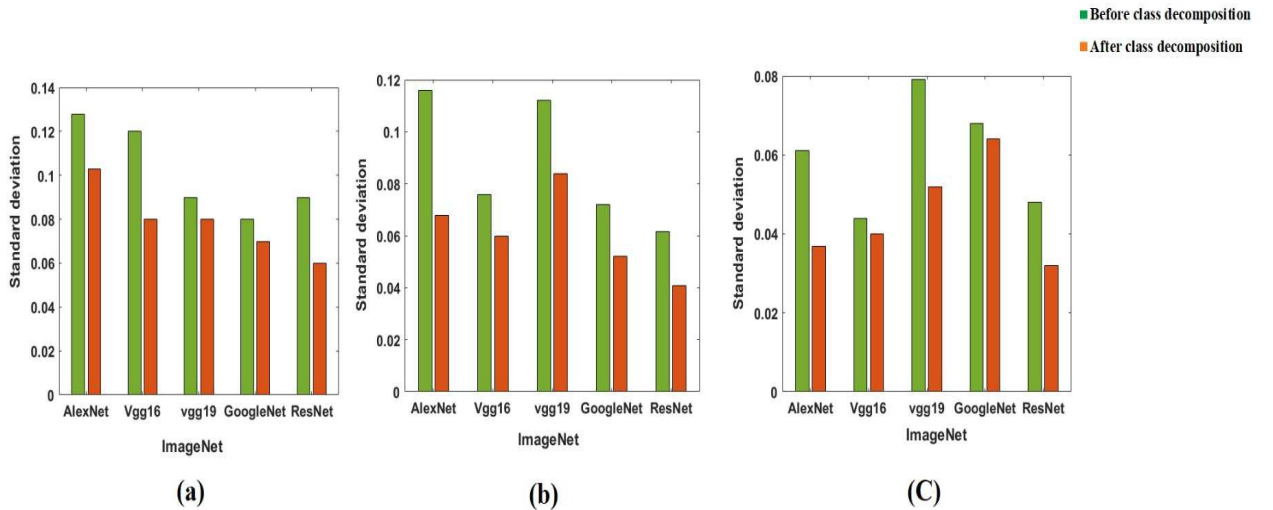 Before class decomposition
After class decomposition
Standard deviation
0.14
0.12
0.1
0.08
0.06
0.04
0.02
0
AlexNet Vgg16 vgg19 GoogleNet ResNet
ImageNet
(a)
Standard deviation
0.12
0.1
0.08
0.06
0.04
0.02
0
AlexNet Vgg16 vgg19 GoogleNet ResNet
ImageNet
(b)
Standard deviation
0.08
0.06
0.04
0.02
0
AlexNet Vgg16 vgg19 GoogleNet ResNet
ImageNet
(C)